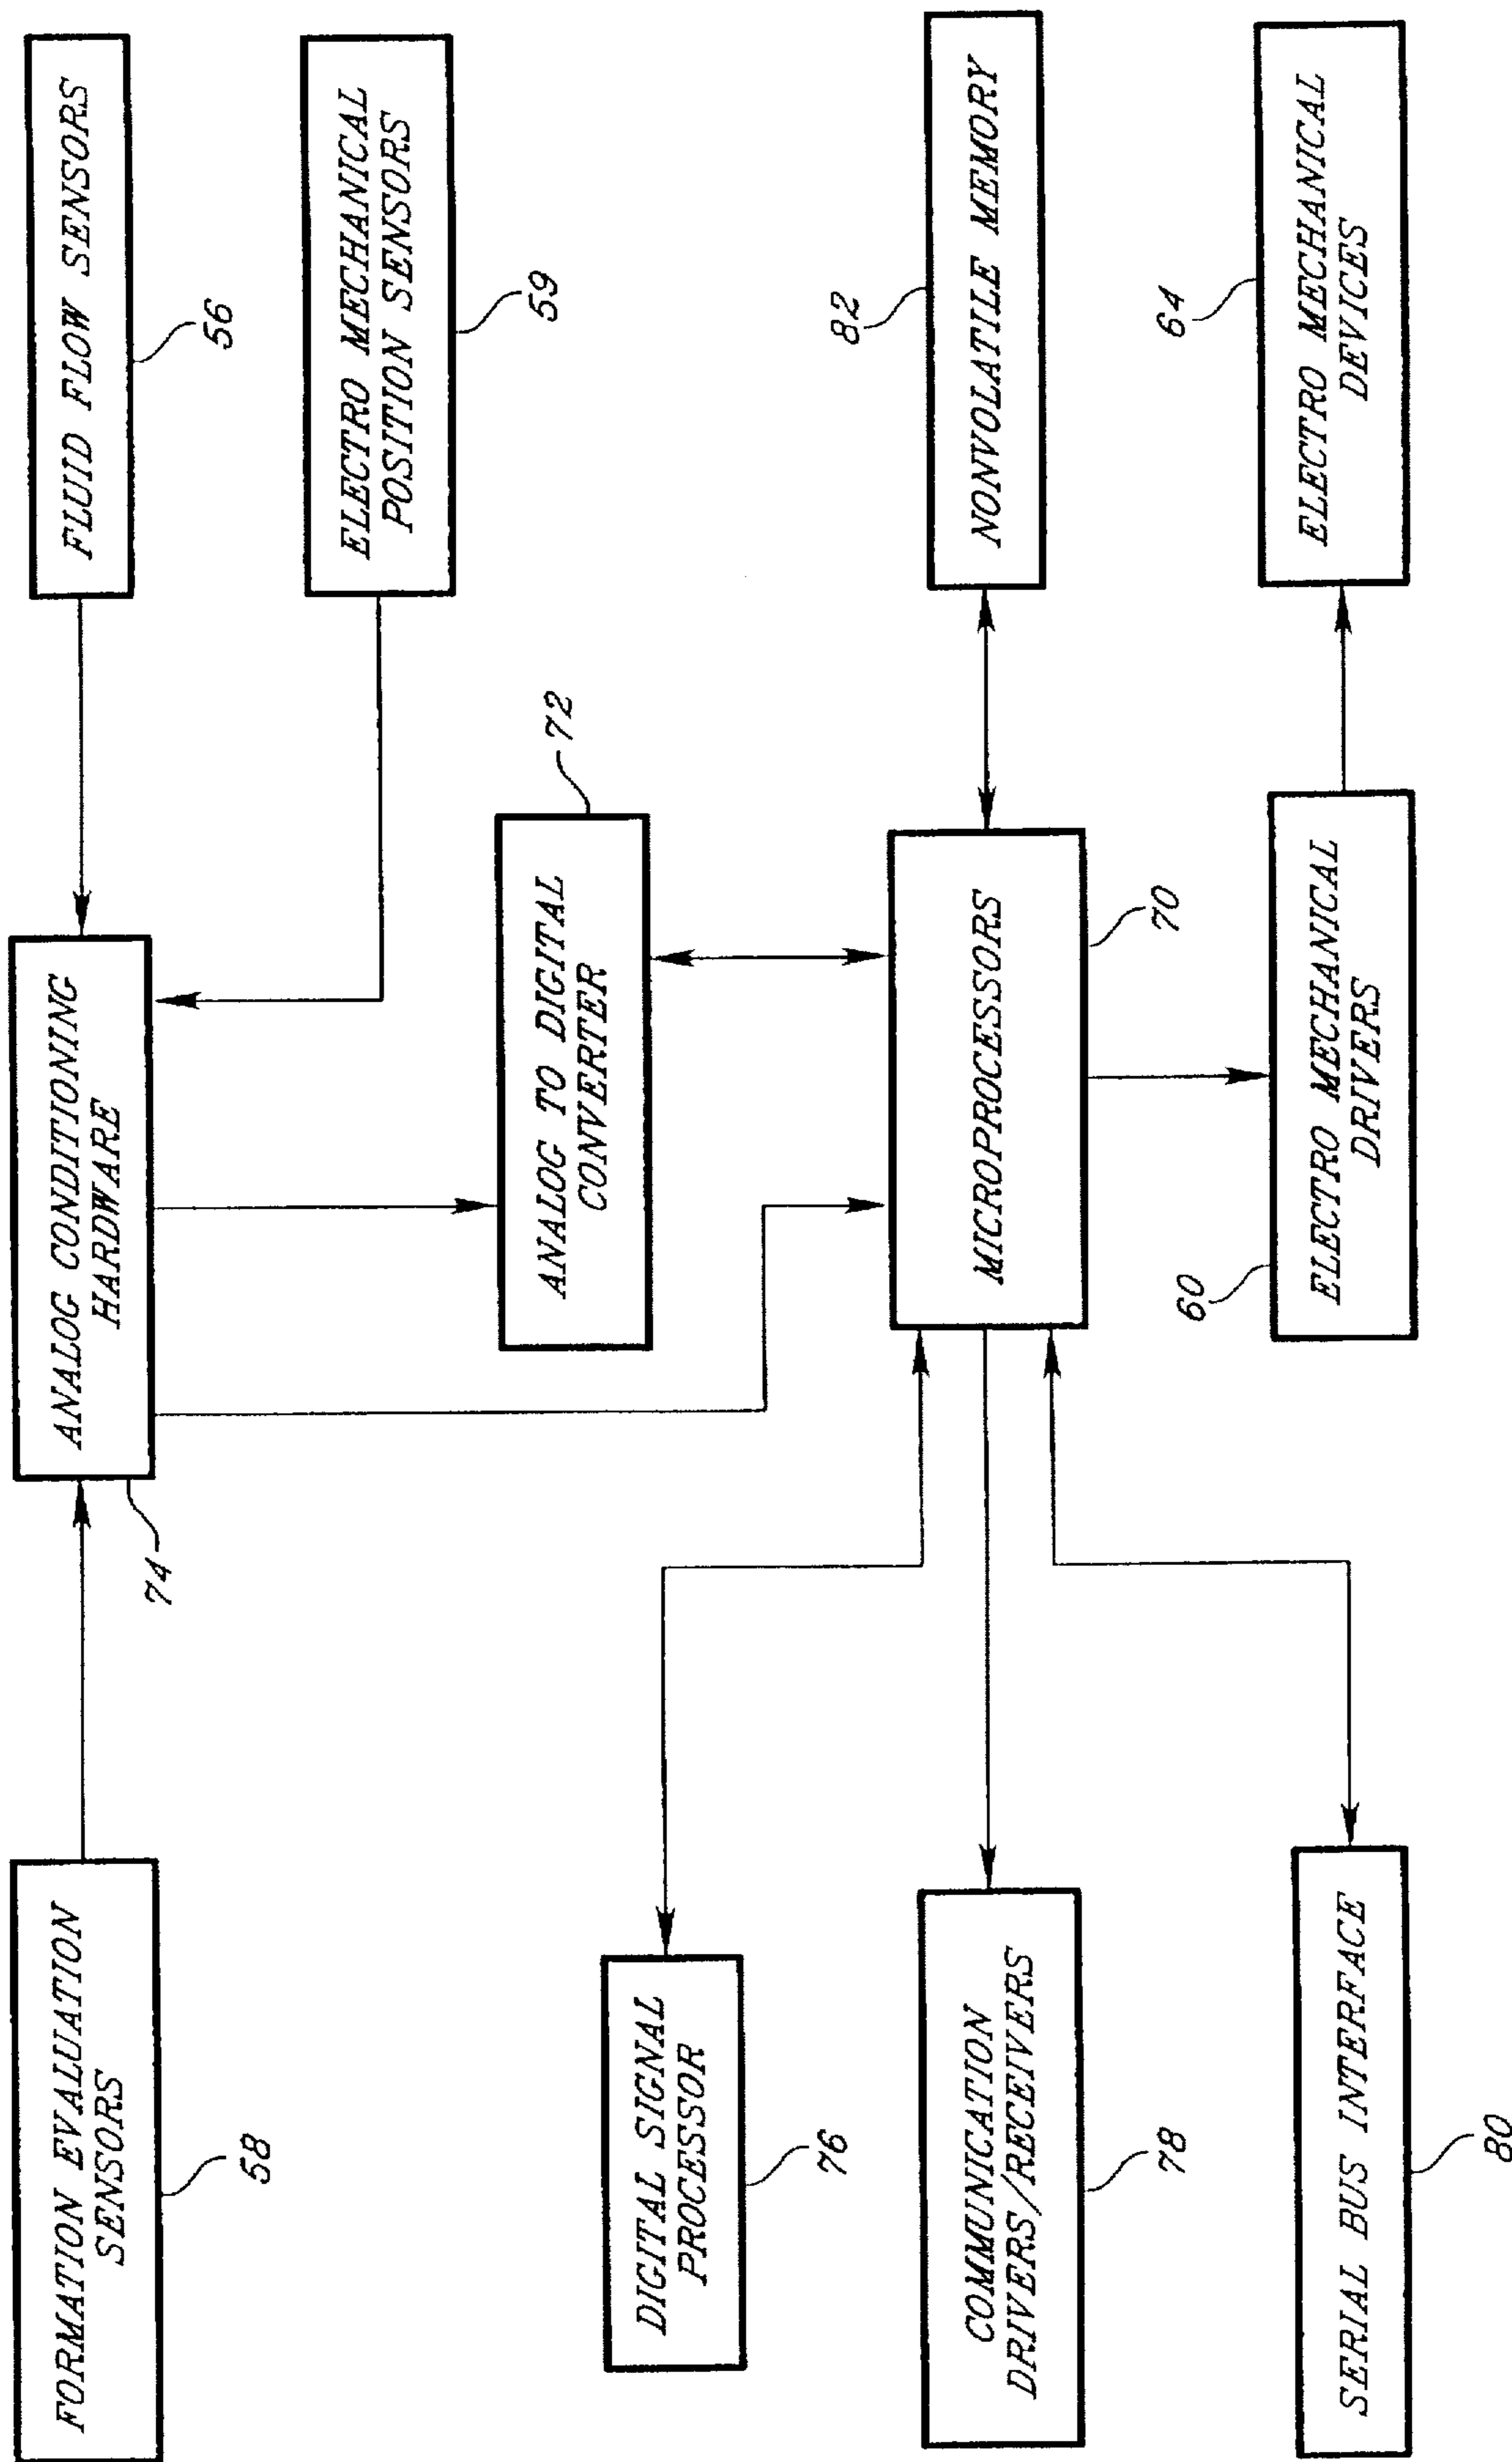 FORMATION EVALUATION
SENSORS
58
ANALOG CONDITIONING
HARDWARE
74
FLUID FLOW SENSORS
56
ELECTRO MECHANICAL
POSITION SENSORS
59
ANALOG TO DIGITAL
CONVERTER
72
DIGITAL SIGNAL
PROCESSOR
76
MICROPROCESSORS
70
NONVOLATILE MEMORY
82
COMMUNICATION
DRIVERS/RECEIVERS
78
SERIAL BUS INTERFACE
80
ELECTRO MECHANICAL
DRIVERS
60
ELECTRO MECHANICAL
DEVICES
64